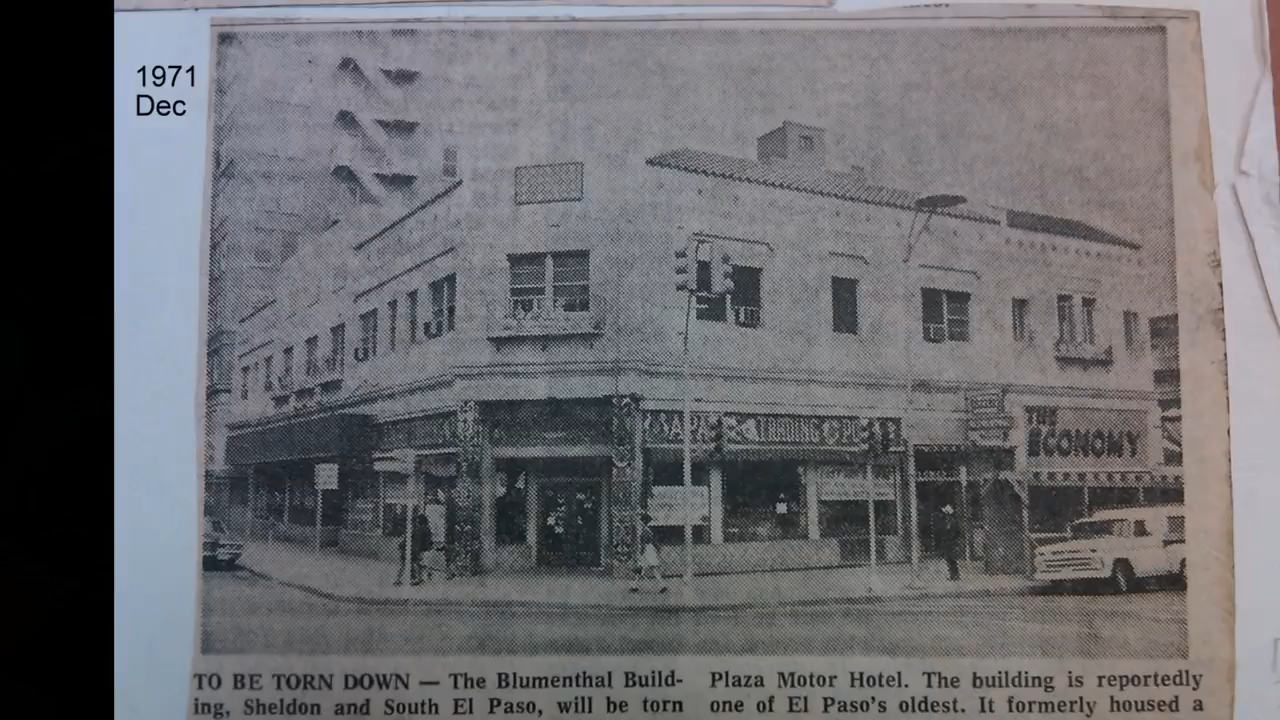 1971
Dec
TRADING
THE
ECONOMY
TO BE TORN DOWN — The Blumenthal Build-
ing, Sheldon and South El Paso, will be torn
Plaza Motor Hotel. The building is reportedly
one of El Paso's oldest. It formerly housed a